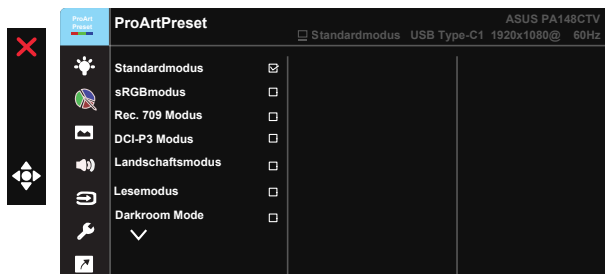 ProArt
Preset
ProArtPreset
ASUS PA148CTV
Standardmodus USB Type-C1 1920x1080@ 60Hz
Standardmodus
sRGBmodus
Rec. 709 Modus
DCI-P3 Modus
Landschaftsmodus
Lesemodus
Darkroom Mode